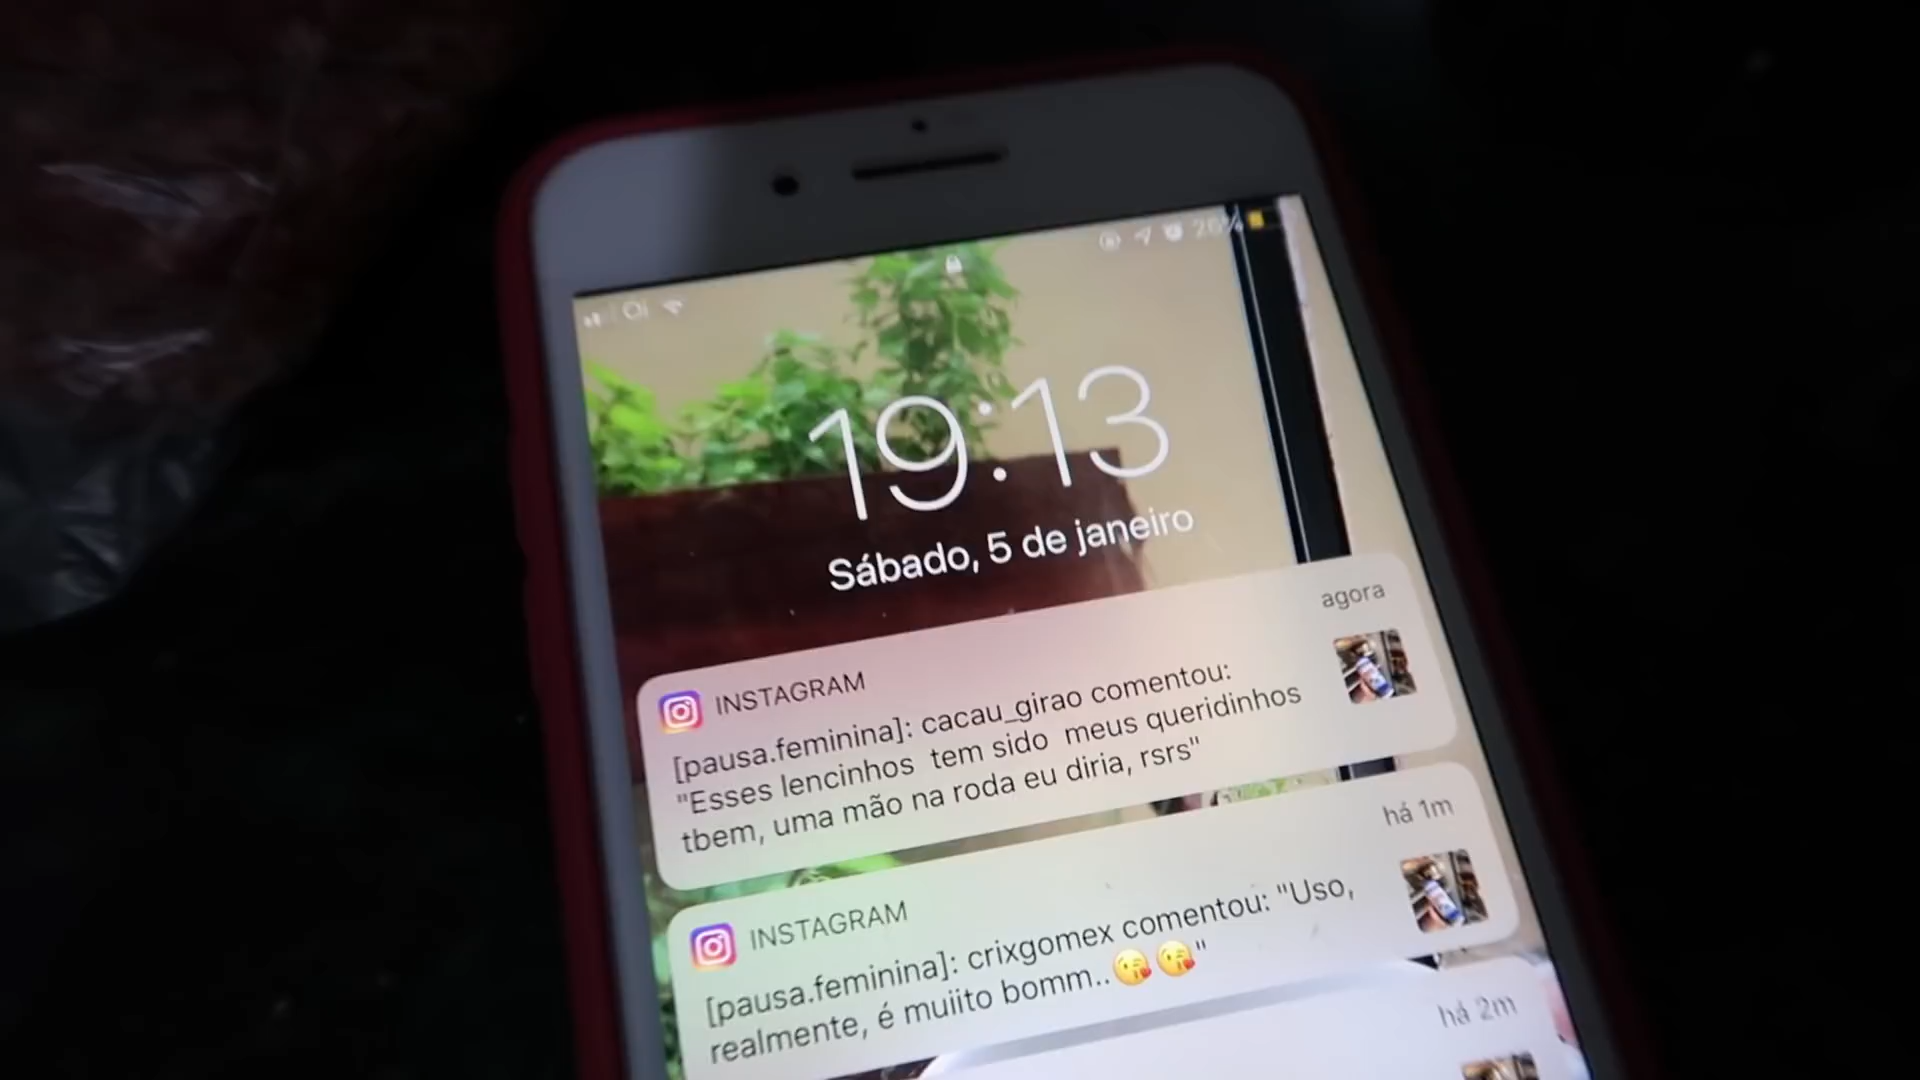 Oi
20%
19:13
Sábado, 5 de janeiro
INSTAGRAM
agora
[pausa.feminina]: cacau_girao comentou:
"Esses lencinhos tem sido meus queridinhos
tbem, uma mão na roda eu diria, rsrs"
INSTAGRAM
há 1m
[pausa.feminina]: crixgomex comentou: "Uso,
realmente, é muiito bomm..😘😘"
há 2m